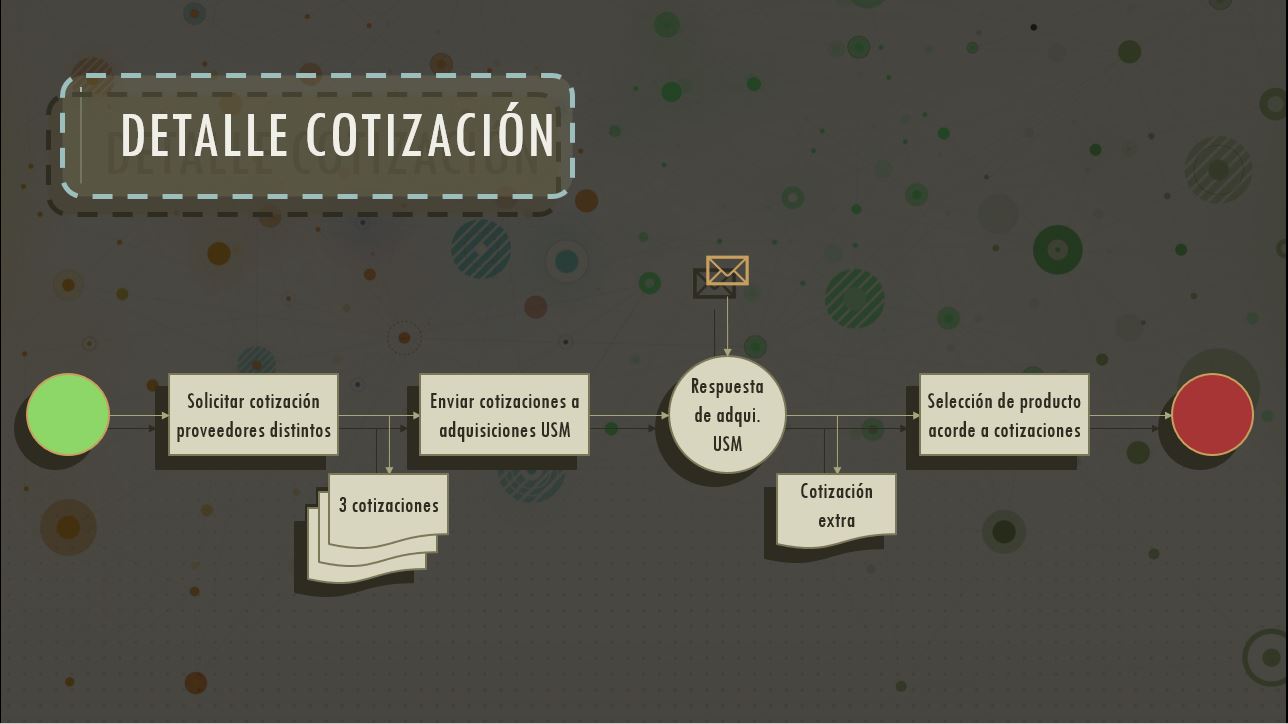 DETALLE COTIZACIÓN
Solicitar cotización
proveedores distintos
3 cotizaciones
Enviar cotizaciones a
adquisiciones USM
Respuesta
de adqui.
USM
Cotización
extra
Selección de producto
acorde a cotizaciones